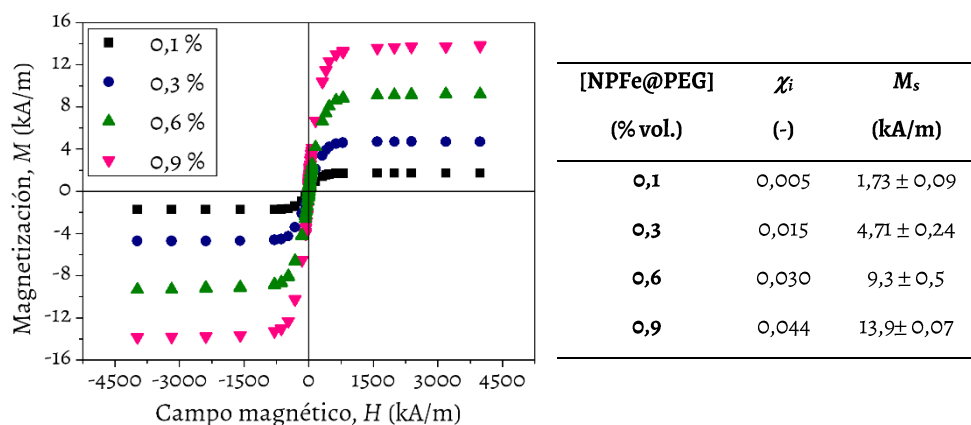 16
12
8
4
0
-4
-8
-12
-16
Magnetización, M (kA/m)
0,1 %
0,3 %
0,6 %
0,9 %
-4500 -3000 -1500 0 1500 3000 4500
Campo magnético, H (kA/m)
[NPFe@PEG] χi Ms
(% vol.) (-) (kA/m)
0,1 0,005 1,73 ± 0,09
0,3 0,015 4,71 ± 0,24
0,6 0,030 9,3 ± 0,5
0,9 0,044 13,9± 0,07